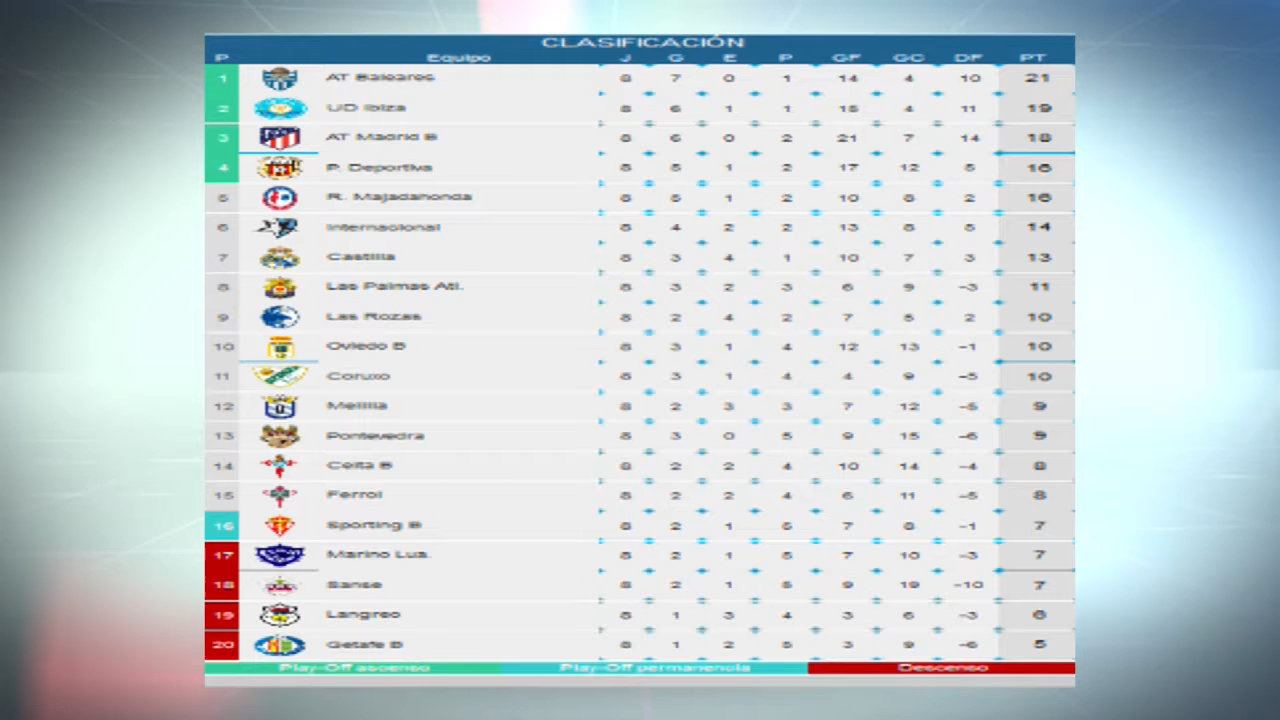 CLASIFICACIÓN
P Equipo J G E P GF GC DF PT
1 AT Baleares 8 7 0 1 14 4 10 21
2 UD Ibiza 8 6 1 1 15 4 11 19
3 AT Madrid B 8 6 0 2 21 7 14 18
4 P. Deportiva 8 5 1 2 17 12 5 16
5 R. Majadahonda 8 5 1 2 10 8 2 16
6 Internacional 8 4 2 2 13 8 5 14
7 Castilla 8 3 4 1 10 7 3 13
8 Las Palmas Atl. 8 3 2 3 6 9 -3 11
9 Las Rozas 8 2 4 2 7 5 2 10
10 Oviedo B 8 3 1 4 12 13 -1 10
11 Coruxo 8 3 1 4 4 9 -5 10
12 Melilla 8 2 3 3 7 12 -5 9
13 Pontevedra 8 3 0 5 9 15 -6 9
14 Celta B 8 2 2 4 10 14 -4 8
15 Ferrol 8 2 2 4 6 11 -5 8
16 Sporting B 8 2 1 5 7 8 -1 7
17 Marino Lua. 8 2 1 5 7 10 -3 7
18 Sanse 8 2 1 5 9 19 -10 7
19 Langreo 8 1 3 4 3 6 -3 6
20 Getafe B 8 1 2 5 3 9 -6 5
Play-Off ascenso Play-Off permanencia Descenso